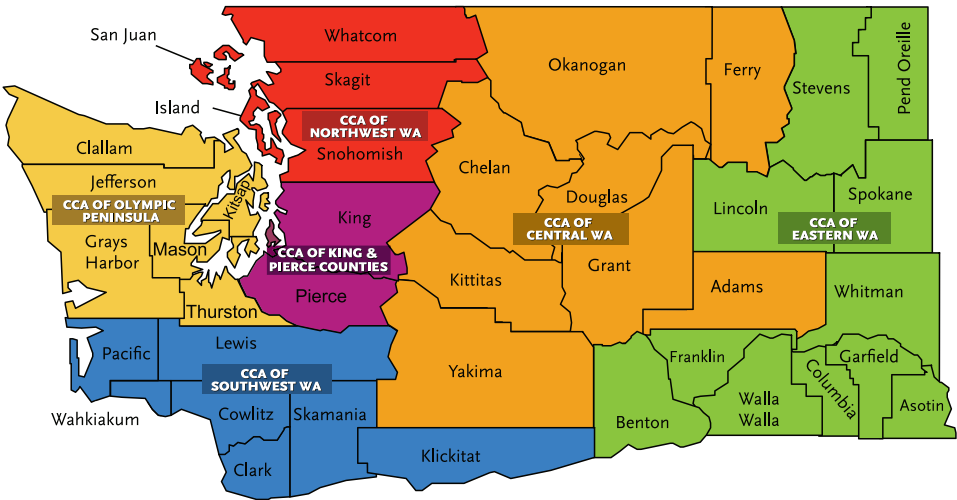 San Juan
Whatcom
Okanogan
Ferry
Stevens
Pend Oreille
Skagit
Island
CCA OF
NORTHWEST WA
Snohomish
Clallam
Chelan
Jefferson
Kitsap
CCA OF OLYMPIC
PENINSULA
Douglas
Lincoln
Spokane
King
CCA OF
CENTRAL WA
CCA OF
EASTERN WA
Grays
Harbor
Mason
CCA OF KING &
PIERCE COUNTIES
Grant
Kittitas
Adams
Whitman
Pierce
Thurston
Pacific
Lewis
Franklin
Garfield
Yakima
CCA OF
SOUTHWEST WA
Columbia
Walla
Walla
Asotin
Wahkiakum
Cowlitz
Skamania
Benton
Klickitat
Clark